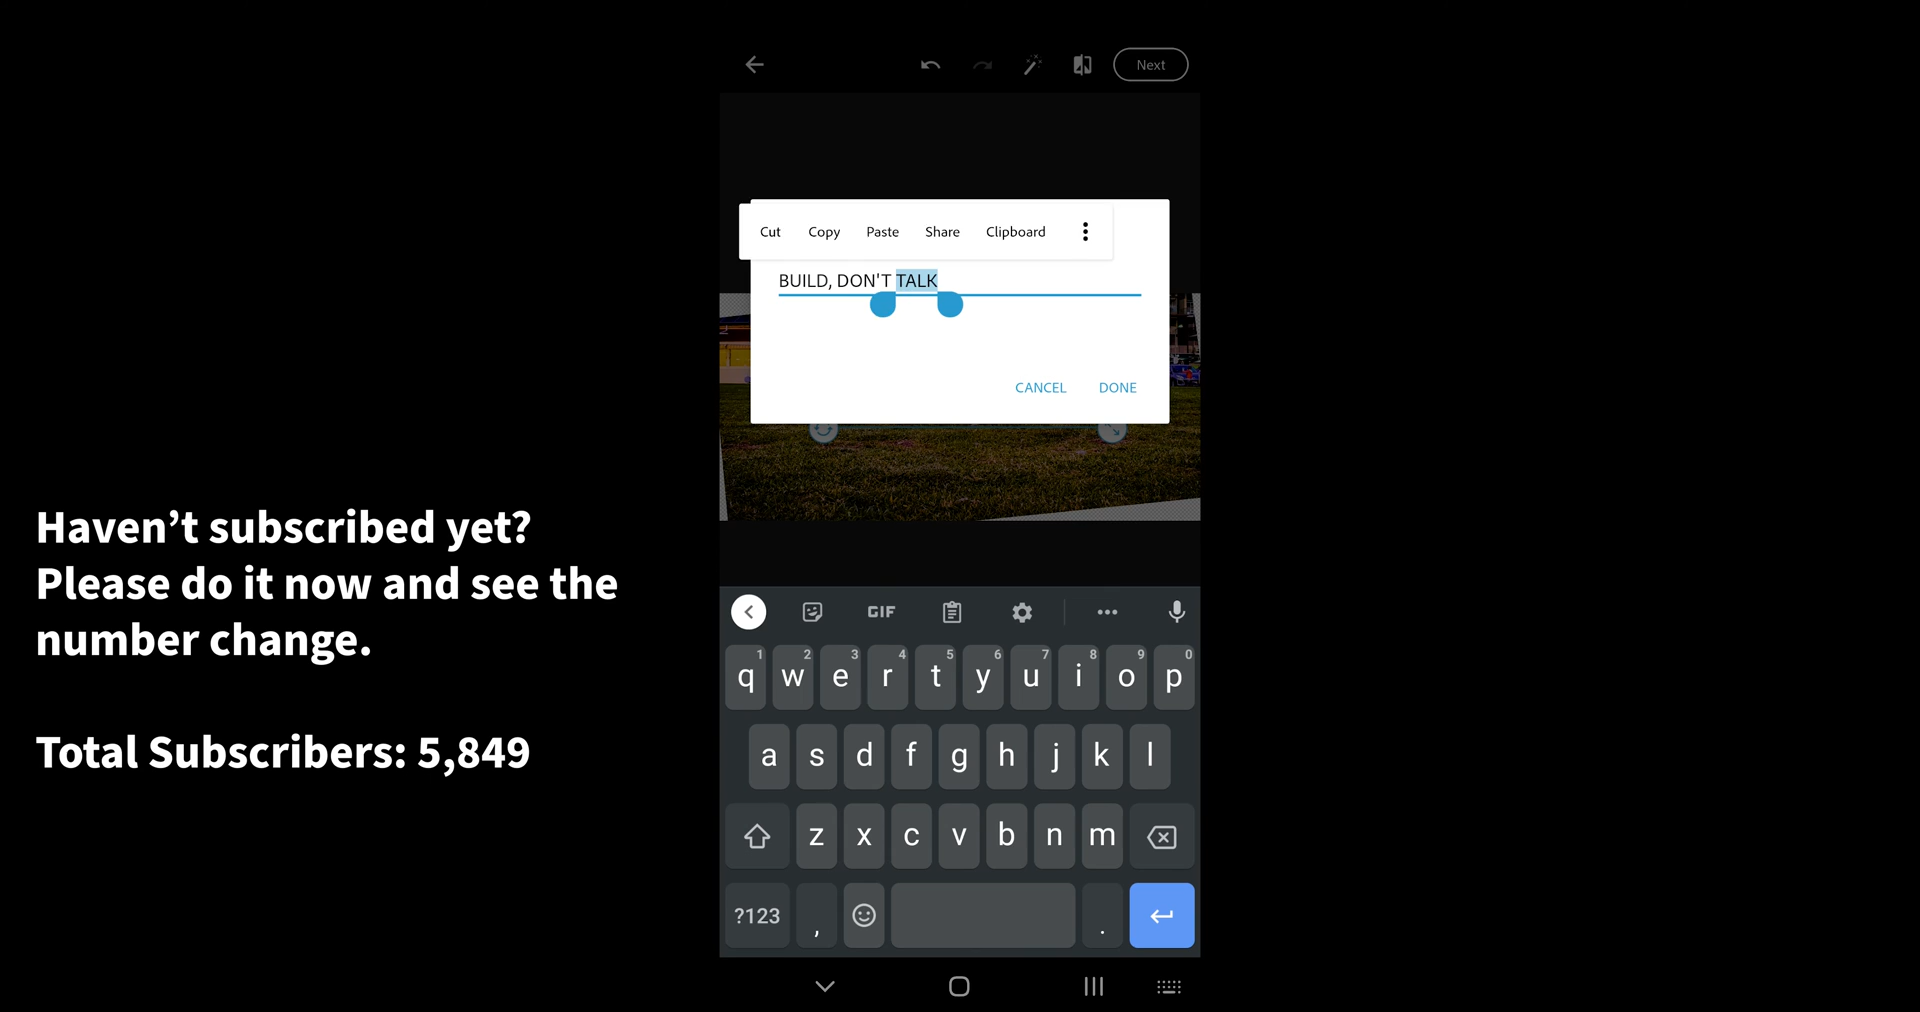 Next
Cut Copy Paste Share Clipboard
BUILD, DON'T TALK
CANCEL DONE
Haven’t subscribed yet?
Please do it now and see the
number change.
Total Subscribers: 5,849
GIF
1 2 3 4 5 6 7 8 9 0
q w e r t y u i o p
a s d f g h j k l
z x c v b n m
?123 , .